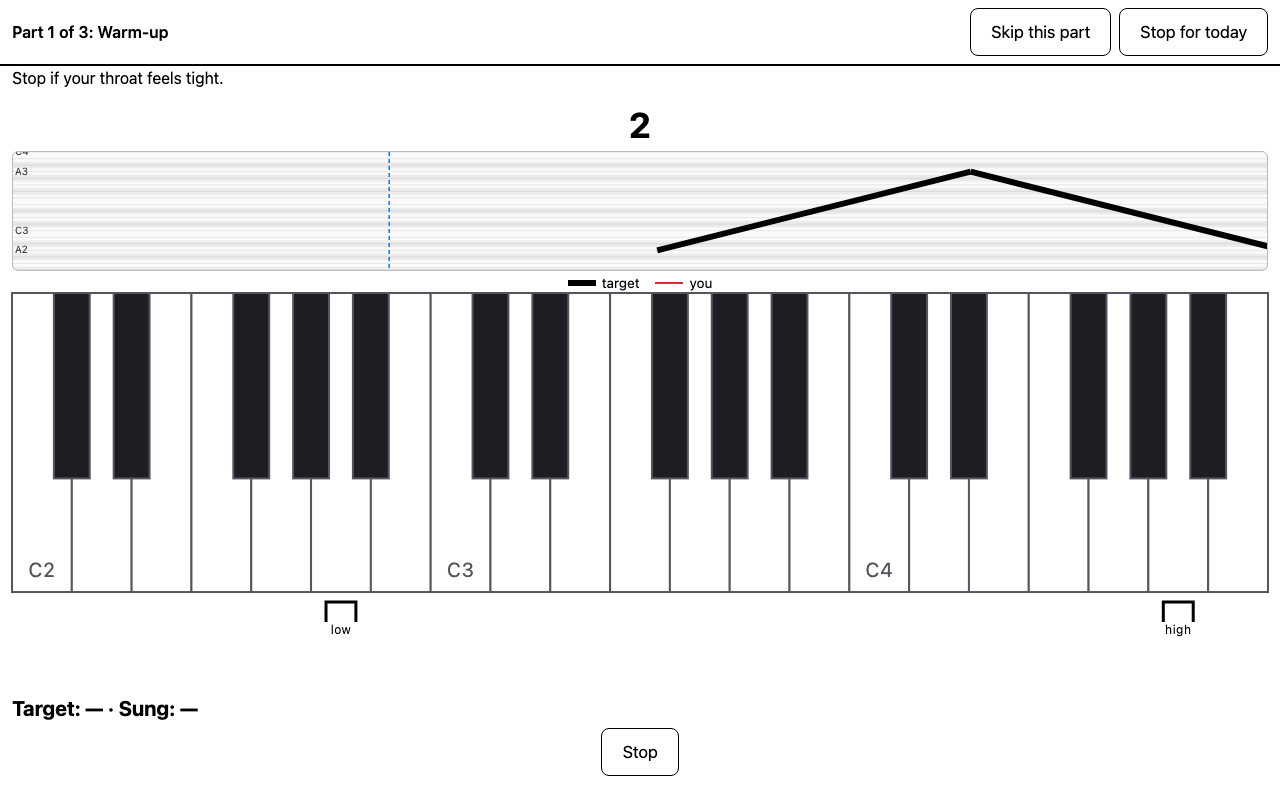 Part 1 of 3: Warm-up
Skip this part
Stop for today
Stop if your throat feels tight.
2
A3
C3
A2
target
you
C2
C3
C4
low
high
Target: — · Sung: —
Stop